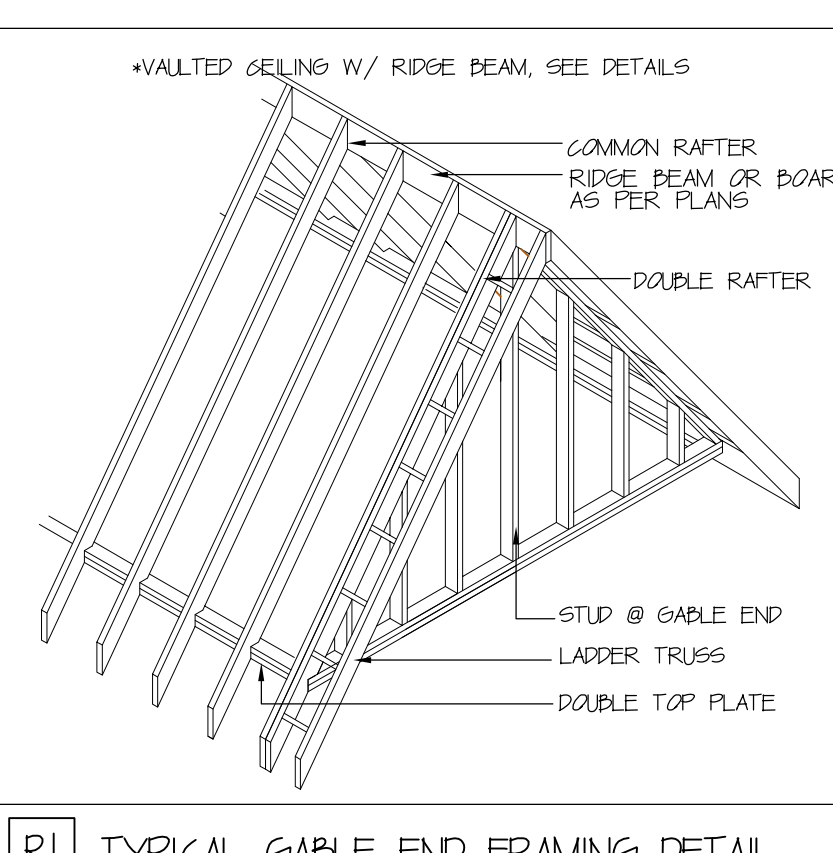 *VAULTED CEILING W/ RIDGE BEAM, SEE DETAILS
COMMON RAFTER
RIDGE BEAM OR BOAR
AS PER PLANS
DOUBLE RAFTER
STUD @ GABLE END
LADDER TRUSS
DOUBLE TOP PLATE
R1 TYPICAL GABLE END FRAMING DETAIL